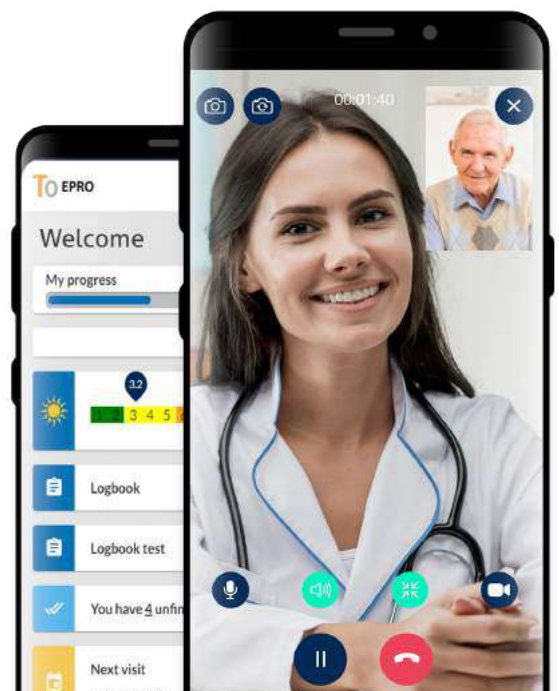 00:01:40
TO EPRO
Welcome
My progress
3.2
2 3 4 5
Logbook
Logbook test
You have 4 unfin
Next visit